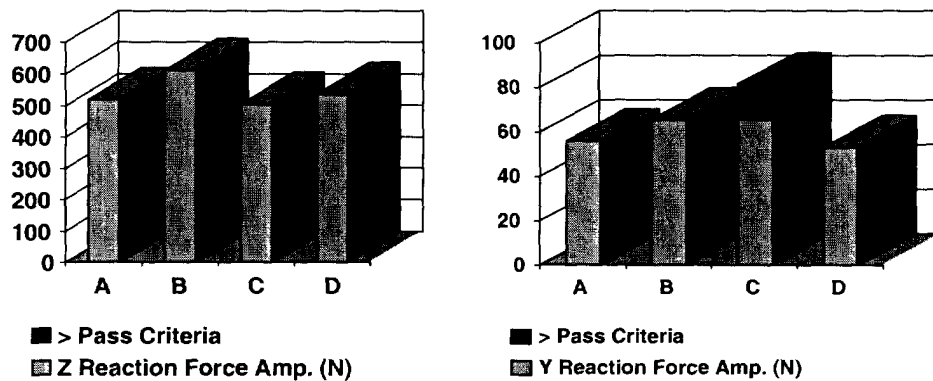 700
600
500
400
300
200
100
0
A B C D
> Pass Criteria
Z Reaction Force Amp. (N)
100
80
60
40
20
0
A B C D
> Pass Criteria
Y Reaction Force Amp. (N)